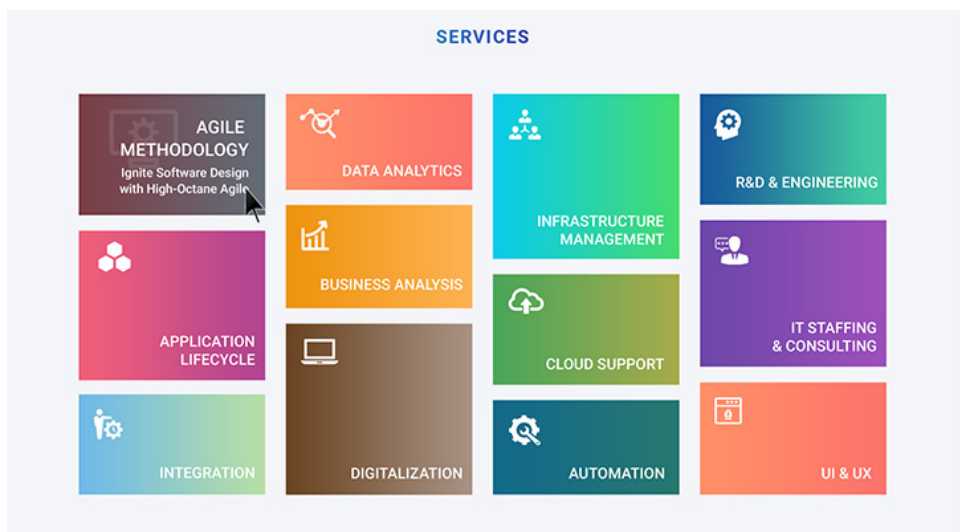 SERVICES
AGILE
METHODOLOGY
Ignite Software Design
with High-Octane Agile
DATA ANALYTICS
INFRASTRUCTURE
MANAGEMENT
R&D & ENGINEERING
APPLICATION
LIFECYCLE
BUSINESS ANALYSIS
CLOUD SUPPORT
IT STAFFING
& CONSULTING
INTEGRATION
DIGITALIZATION
AUTOMATION
UI & UX